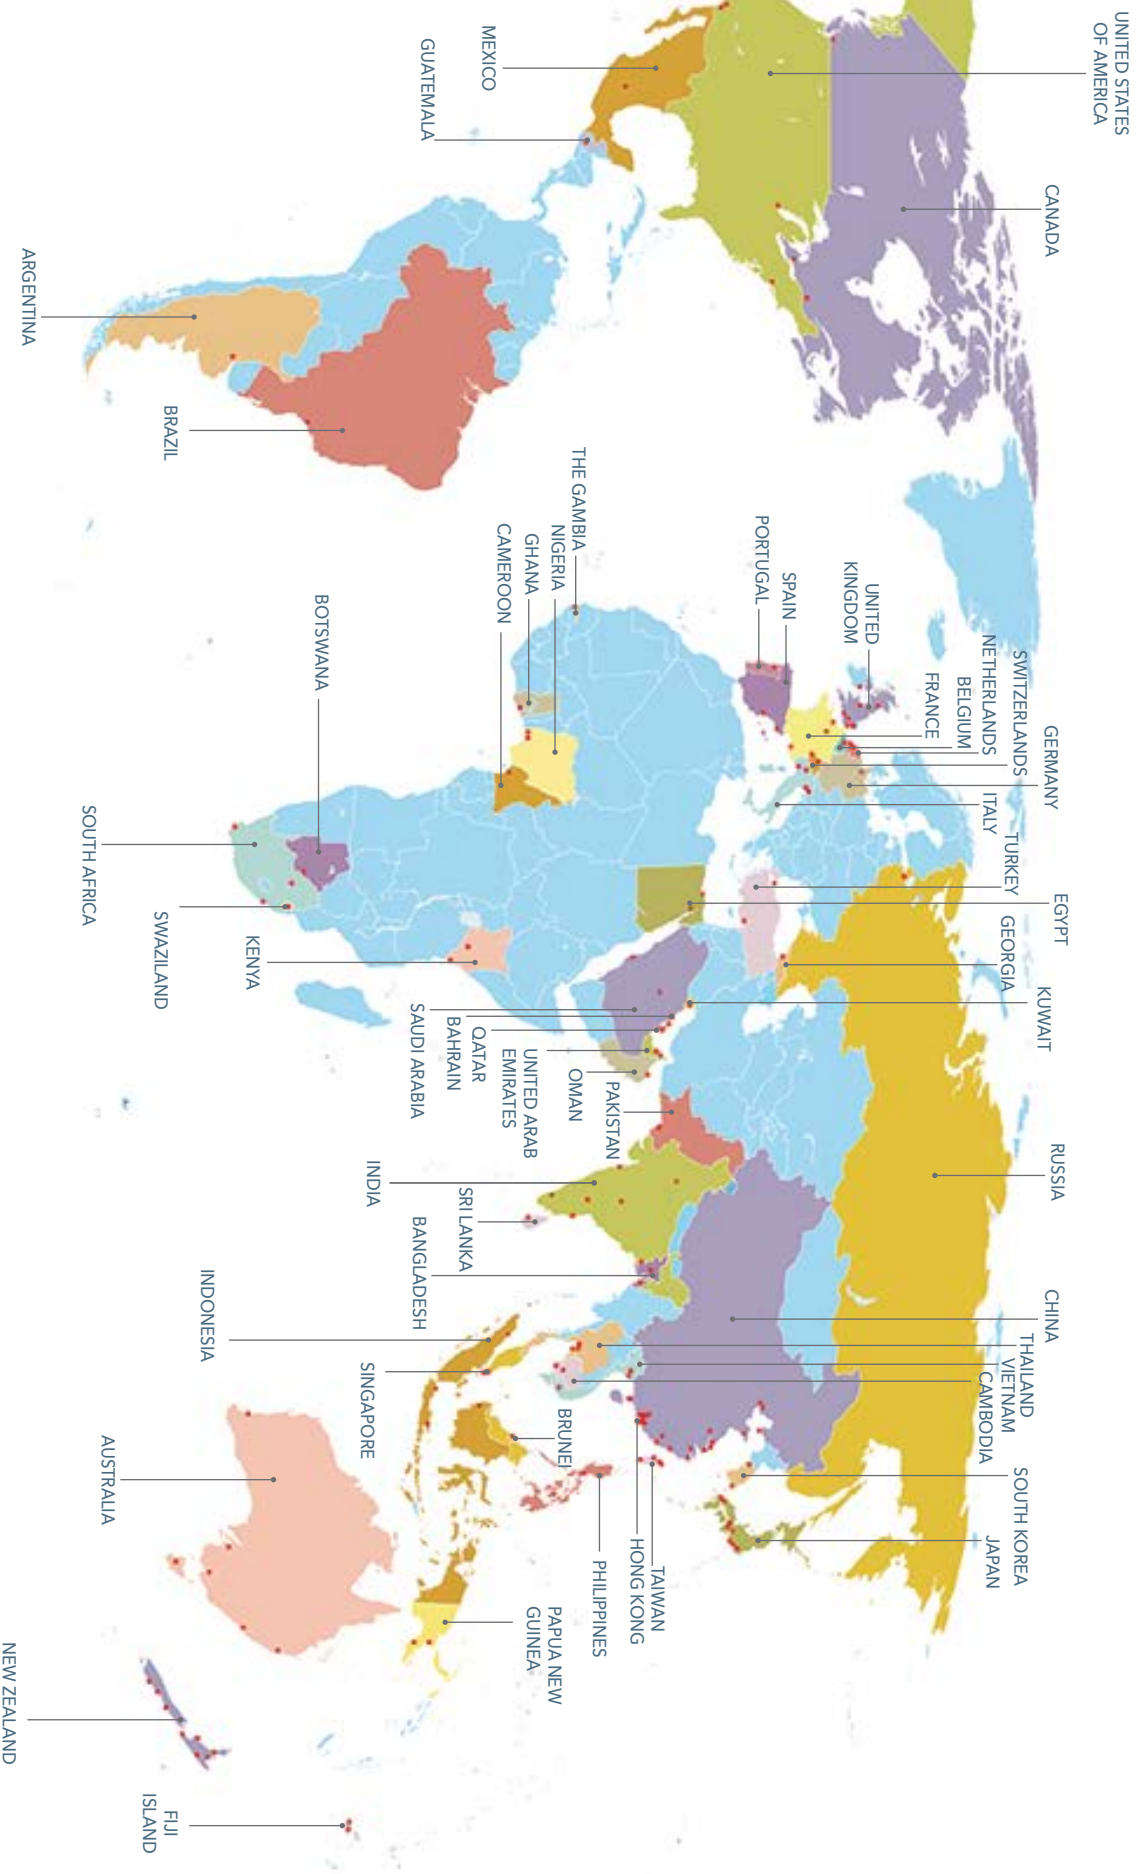 UNITED STATES
OF AMERICA
CANADA
MEXICO
GUATEMALA
ARGENTINA
BRAZIL
THE GAMBIA
NIGERIA
GHANA
CAMEROON
BOTSWANA
SOUTH AFRICA
SWAZILAND
KENYA
PORTUGAL
SPAIN
UNITED
KINGDOM
FRANCE
BELGIUM
NETHERLANDS
SWITZERLANDS
GERMANY
ITALY
TURKEY
EGYPT
GEORGIA
KUWAIT
SAUDI ARABIA
BAHRAIN
QATAR
UNITED ARAB
EMIRATES
OMAN
PAKISTAN
RUSSIA
INDIA
SRI LANKA
BANGLADESH
CHINA
THAILAND
VIETNAM
CAMBODIA
INDONESIA
SINGAPORE
BRUNEI
SOUTH KOREA
JAPAN
TAIWAN
HONG KONG
PHILIPPINES
PAPUA NEW
GUINEA
AUSTRALIA
NEW ZEALAND
FIJI
ISLAND